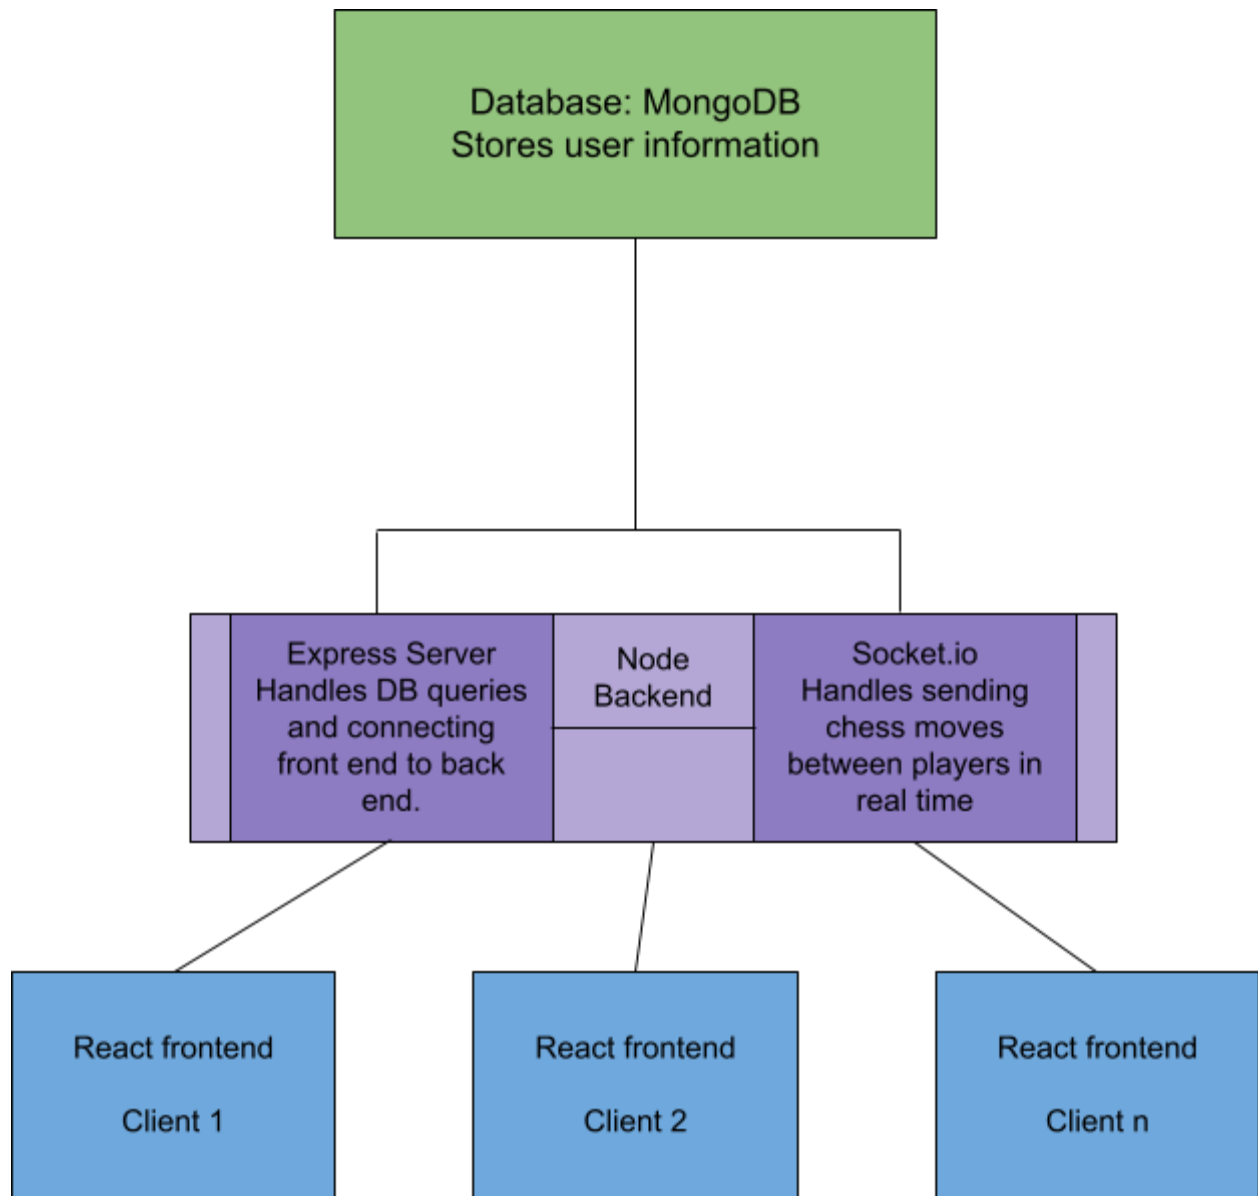 Database: MongoDB
Stores user information
Express Server
Handles DB queries
and connecting
front end to back
end.
Node
Backend
Socket.io
Handles sending
chess moves
between players in
real time
React frontend
Client 1
React frontend
Client 2
React frontend
Client n